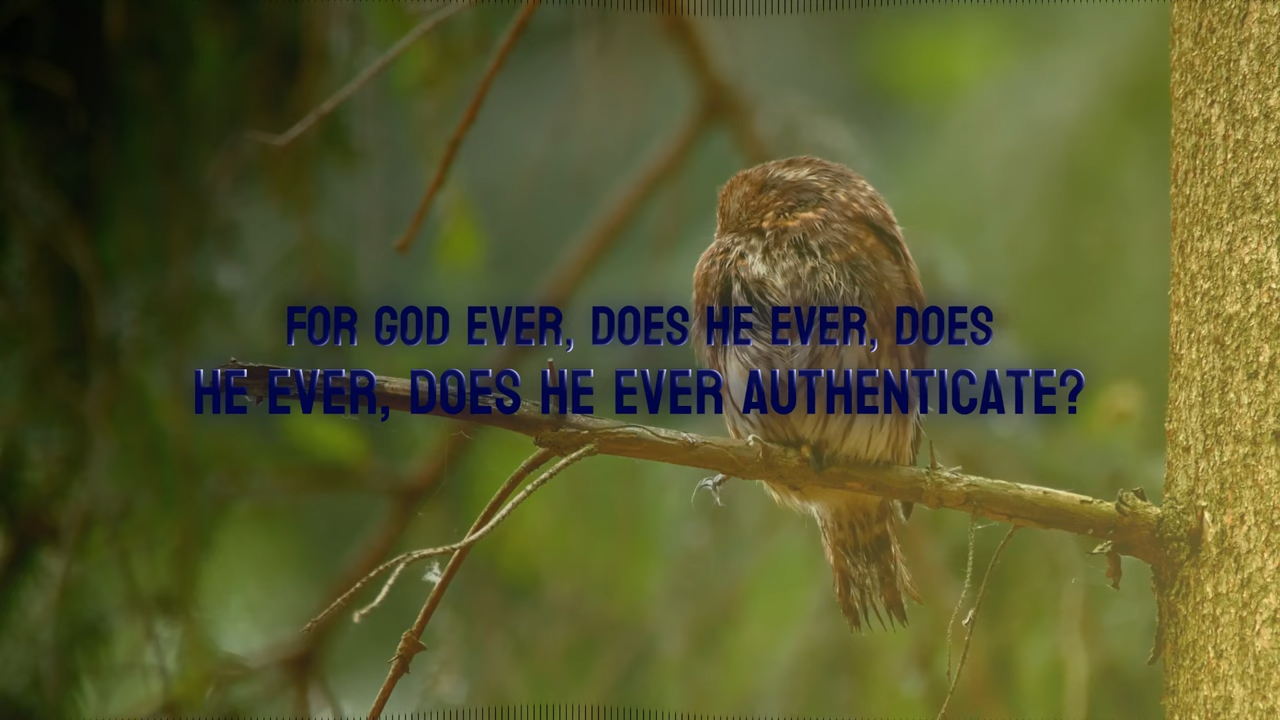 FOR GOD EVER, DOES HE EVER, DOES
HE EVER, DOES HE EVER AUTHENTICATE?